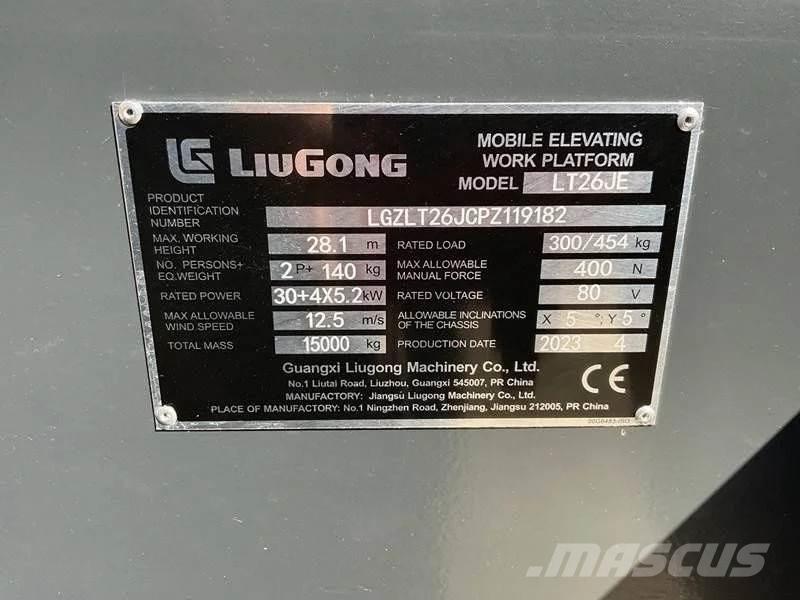 LG LIUGONG
MOBILE ELEVATING
WORK PLATFORM
MODEL LT26JE
PRODUCT
IDENTIFICATION
NUMBER LGZLT26JCPZ119182
MAX. WORKING
HEIGHT 28.1 m RATED LOAD 300/454 kg
NO. PERSONS+
EQ.WEIGHT 2 P+ 140 kg MAX ALLOWABLE
MANUAL FORCE 400 N
RATED POWER 30+4X5.2 kW RATED VOLTAGE 80 V
MAX ALLOWABLE
WIND SPEED 12.5 m/s ALLOWABLE INCLINATIONS
OF THE CHASSIS X 5 °; Y 5 °
TOTAL MASS 15000 kg PRODUCTION DATE 2023 4
Guangxi Liugong Machinery Co., Ltd.
No.1 Liutai Road, Liuzhou, Guangxi 545007, PR China
MANUFACTORY: Jiangsu Liugong Machinery Co., Ltd.
PLACE OF MANUFACTORY: No.1 Ningzhen Road, Zhenjiang, Jiangsu 212005, PR China
CE
MASCUS